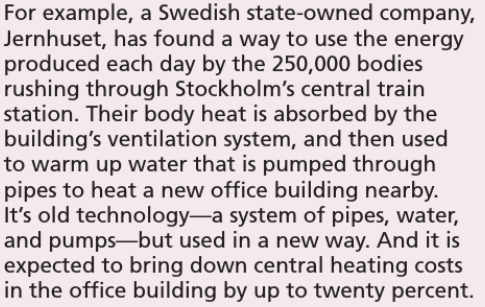 For example, a Swedish state-owned company,
Jernhuset, has found a way to use the energy
produced each day by the 250,000 bodies
rushing through Stockholm’s central train
station. Their body heat is absorbed by the
building’s ventilation system, and then used
to warm up water that is pumped through
pipes to heat a new office building nearby.
It’s old technology—a system of pipes, water,
and pumps—but used in a new way. And it is
expected to bring down central heating costs
in the office building by up to twenty percent.